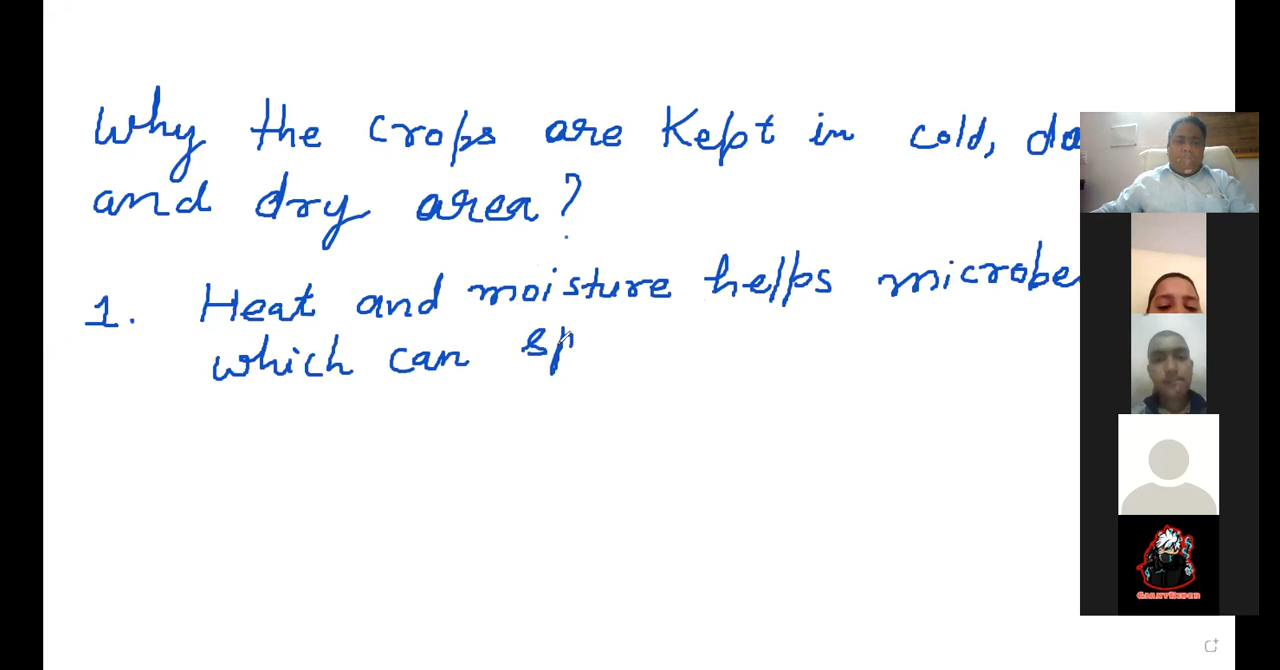 Why the crops are kept in cold, da
and dry area?
1. Heat and moisture helps microbe
which can sp
GAMXYRIDER